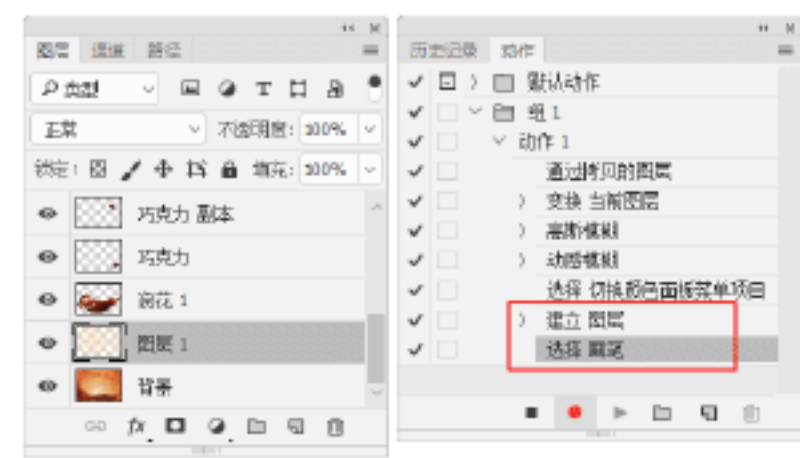 图层 通道 路径
类型
正常 不透明度: 100%
锁定: 填充: 100%
巧克力 副本
巧克力
浪花 1
图层 1
背景
fx
历史记录 动作
默认动作
组 1
动作 1
通过拷贝的图层
变换 当前图层
高斯模糊
动感模糊
选择 切换颜色面板菜单项目
建立 图层
选择 画笔